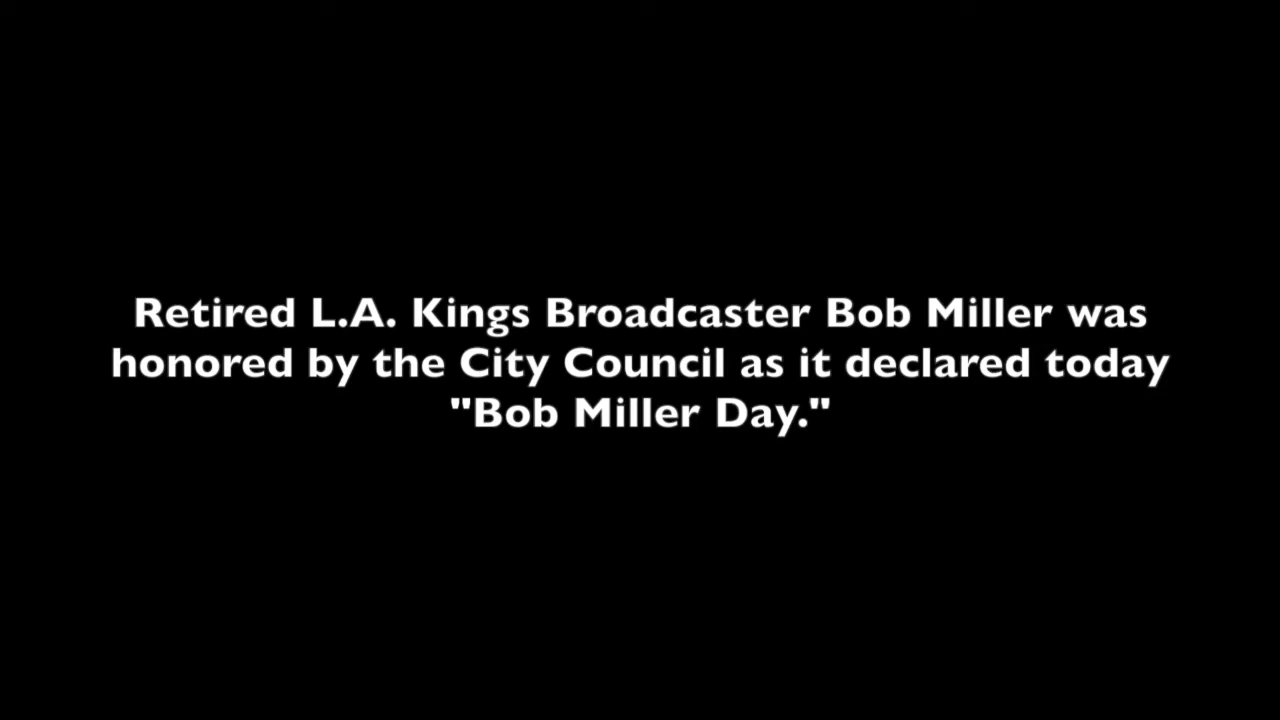 Retired L.A. Kings Broadcaster Bob Miller was
honored by the City Council as it declared today
"Bob Miller Day."